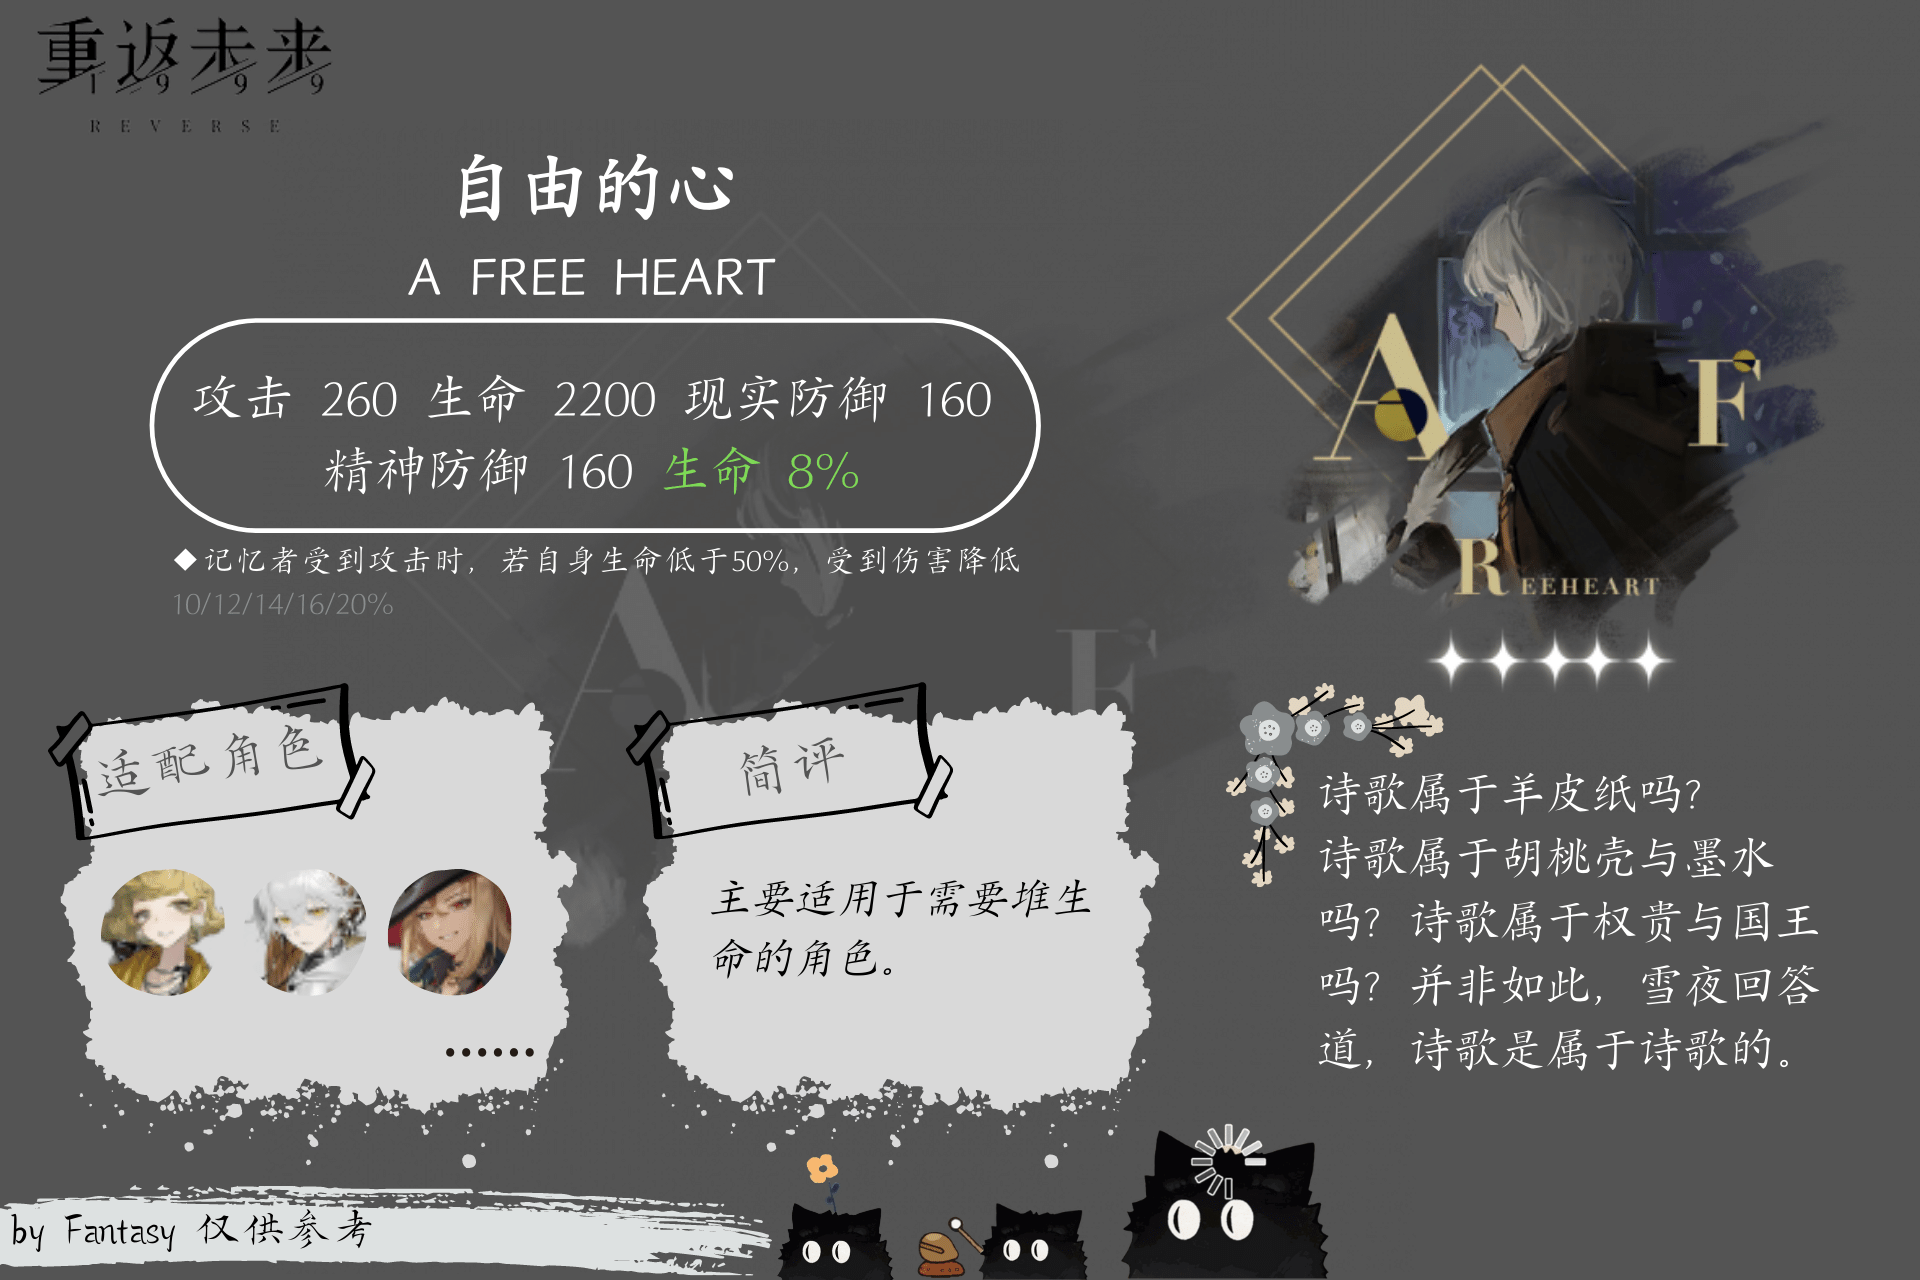 重返未来
1999
REVERSE
自由的心
A FREE HEART
攻击 260 生命 2200 现实防御 160
精神防御 160 生命 8%
◆记忆者受到攻击时，若自身生命低于50%，受到伤害降低
10/12/14/16/20%
A
F
REEHEART
A
F
适配角色
简评
主要适用于需要堆生
命的角色。
······
诗歌属于羊皮纸吗？
诗歌属于胡桃壳与墨水
吗？诗歌属于权贵与国王
吗？并非如此，雪夜回答
道，诗歌是属于诗歌的。
by Fantasy 仅供参考